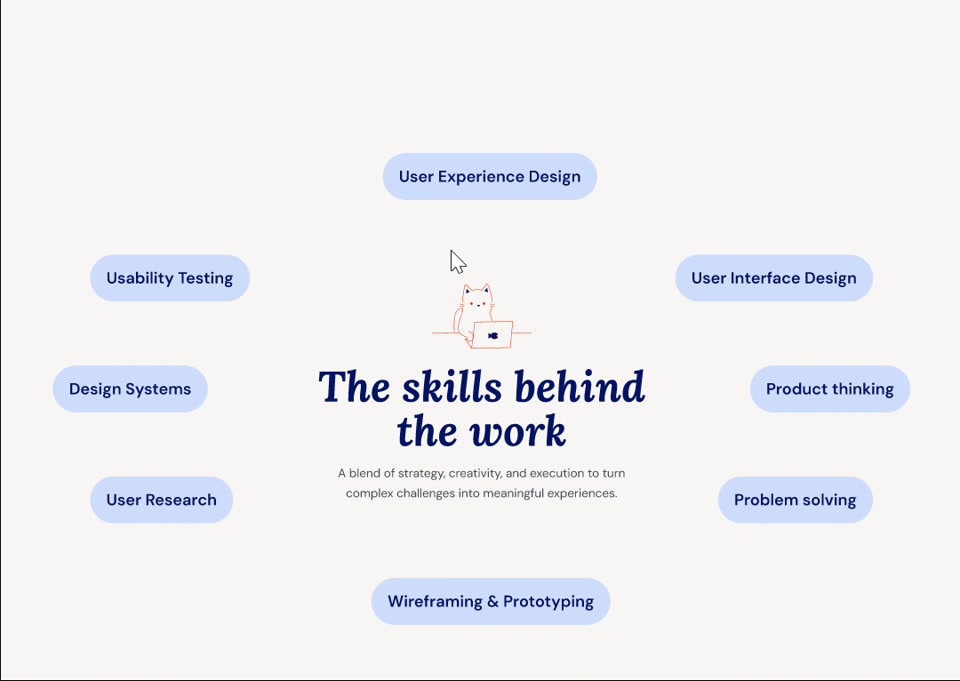 User Experience Design
Usability Testing
User Interface Design
Design Systems
The skills behind
the work
Product thinking
A blend of strategy, creativity, and execution to turn
complex challenges into meaningful experiences.
User Research
Problem solving
Wireframing & Prototyping